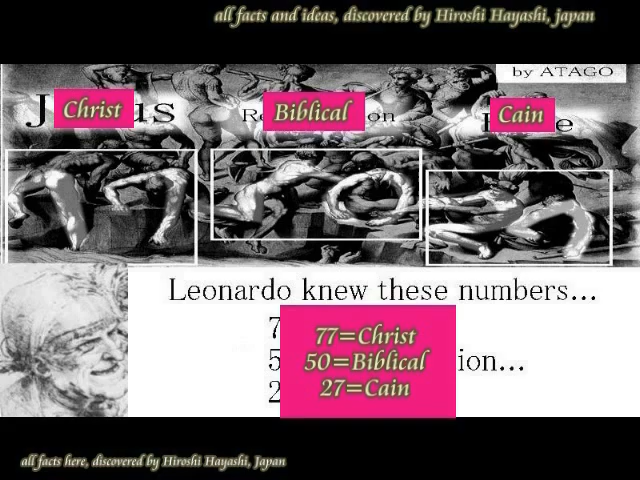 all facts and ideas, discovered by Hiroshi Hayashi, japan
by ATAGO
Christ
Biblical
Cain
Leonardo knew these numbers...
77=Christ
50=Biblical
ion...
27=Cain
all facts here, discovered by Hiroshi Hayashi, Japan